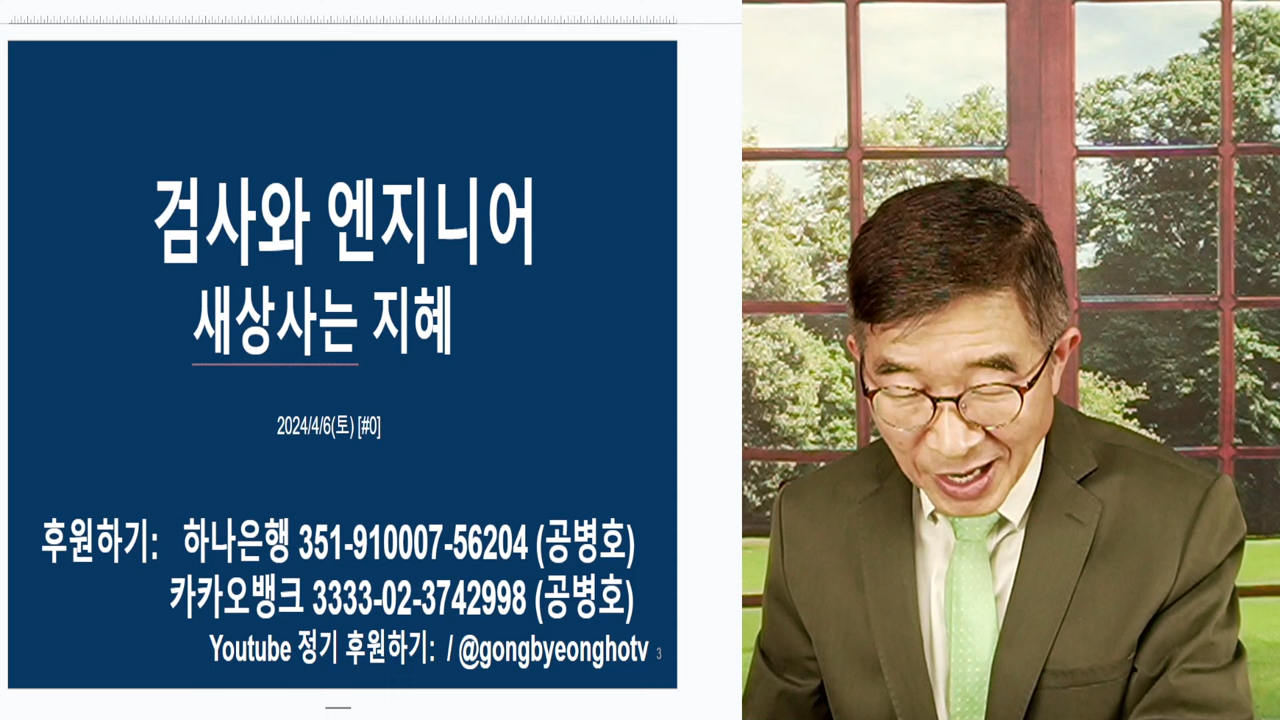 검사와 엔지니어
새상사는 지혜
2024/4/6(토) [#0]
후원하기: 하나은행 351-910007-56204 (공병호)
카카오뱅크 3333-02-3742998 (공병호)
Youtube 정기 후원하기: / @gongbyeonghotv 3